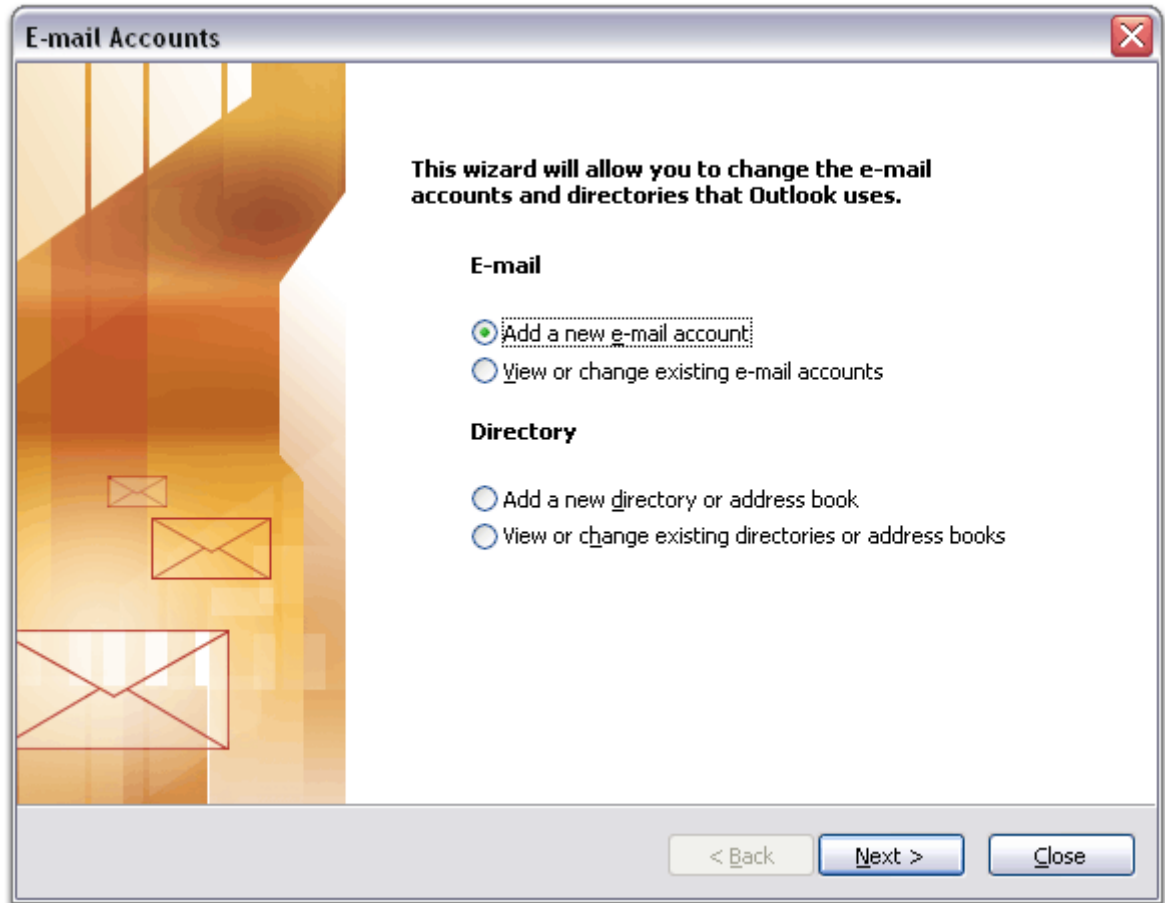 E-mail Accounts
This wizard will allow you to change the e-mail
accounts and directories that Outlook uses.
E-mail
Add a new e-mail account
View or change existing e-mail accounts
Directory
Add a new directory or address book
View or change existing directories or address books
< Back
Next >
Close